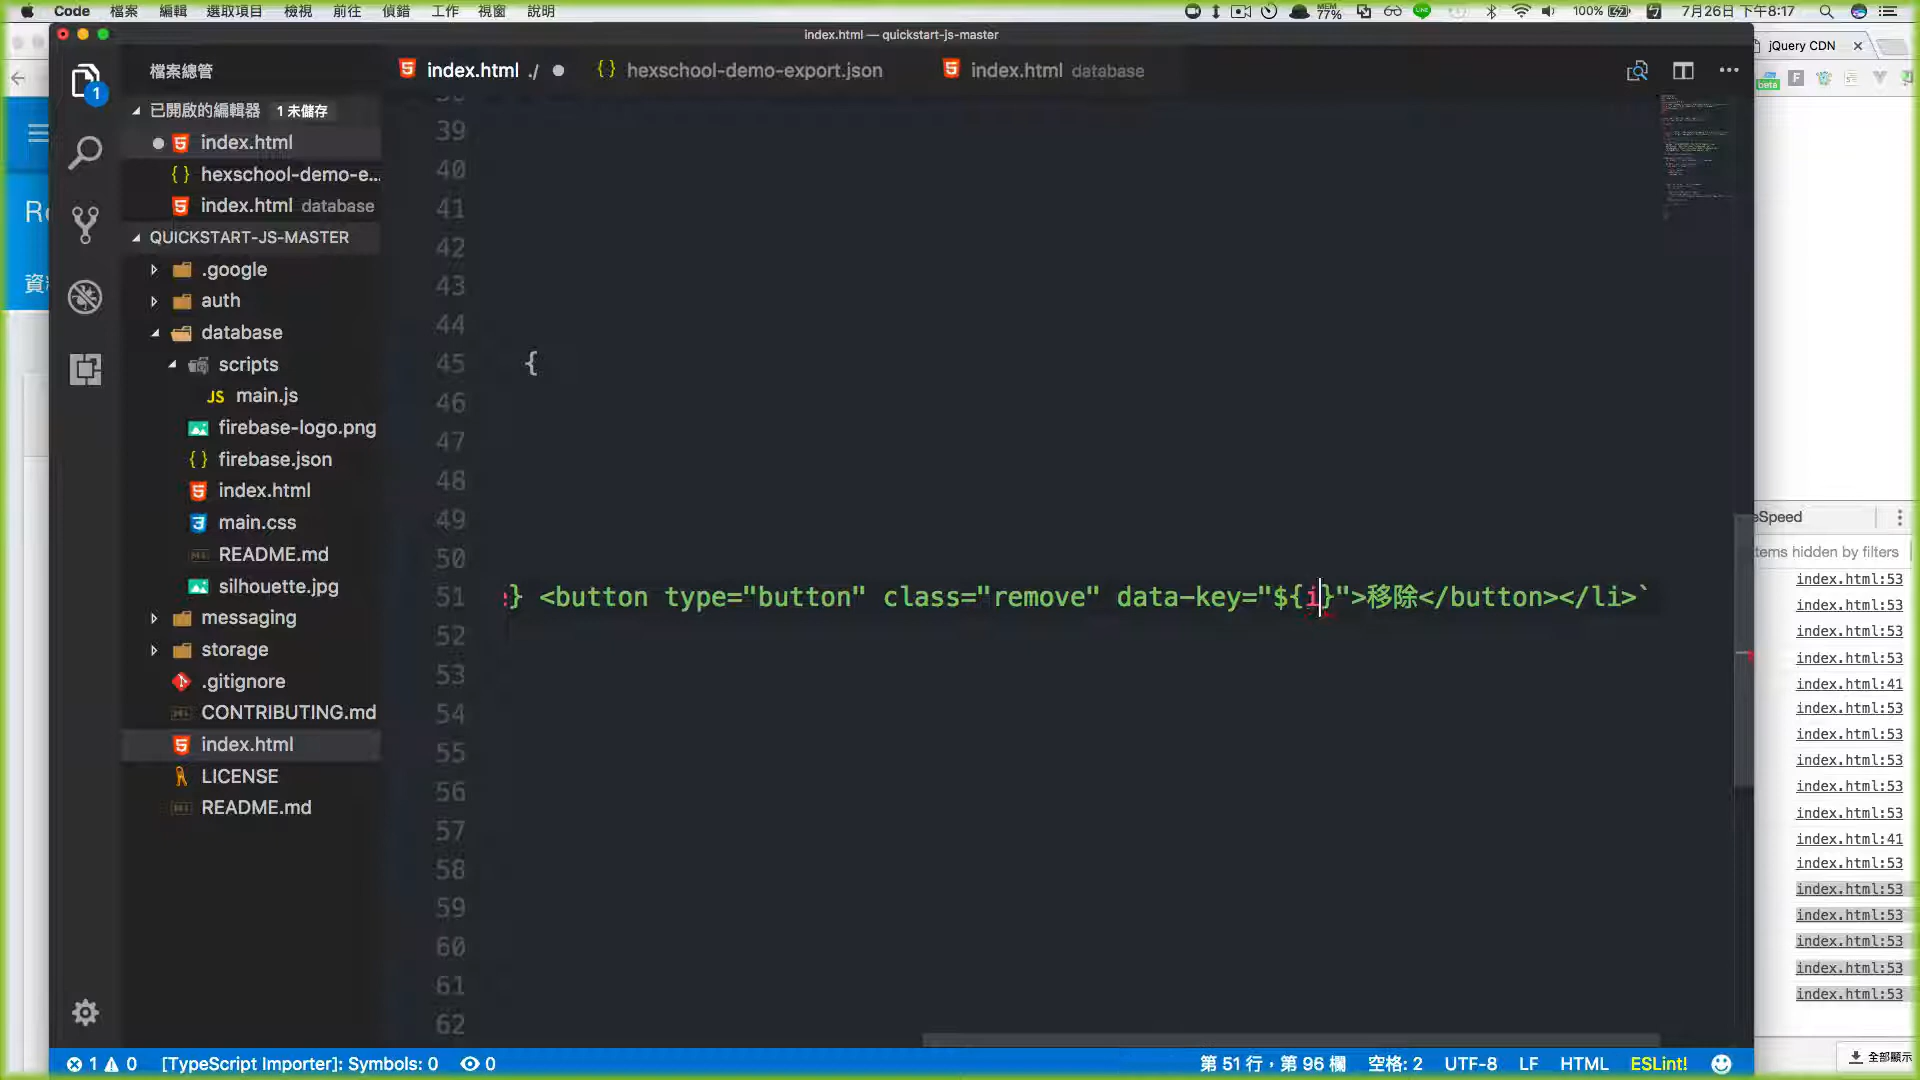 Code 檔案 編輯 選取項目 檢視 前往 偵錯 工作 視窗 說明
MEM 77% LINE 100% 7月26日 下午8:17
index.html — quickstart-js-master
jQuery CDN
檔案總管
index.html ./
hexschool-demo-export.json
index.html database
beta
1
已開啟的編輯器 1 未儲存
index.html
hexschool-demo-e...
index.html database
QUICKSTART-JS-MASTER
.google
auth
database
scripts
JS main.js
firebase-logo.png
firebase.json
index.html
main.css
README.md
silhouette.jpg
messaging
storage
.gitignore
CONTRIBUTING.md
index.html
LICENSE
README.md
39
40
41
42
43
44
45 {
46
47
48
49
50
51 } <button type="button" class="remove" data-key="${i}">移除</button></li>`
52
53
54
55
56
57
58
59
60
61
62
eSpeed
tems hidden by filters
index.html:53
index.html:53
index.html:53
index.html:53
index.html:41
index.html:53
index.html:53
index.html:53
index.html:53
index.html:53
index.html:41
index.html:53
index.html:53
index.html:53
index.html:53
index.html:53
index.html:53
1 0 [TypeScript Importer]: Symbols: 0 0
第 51 行，第 96 欄 空格: 2 UTF-8 LF HTML ESLint!
全部顯示